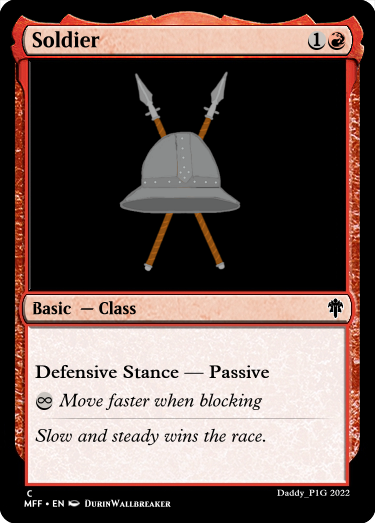 Soldier 1
Basic — Class
Defensive Stance — Passive
∞ Move faster when blocking
Slow and steady wins the race.
C Daddy_P1G 2022
MFF • EN DurinWallbreaker